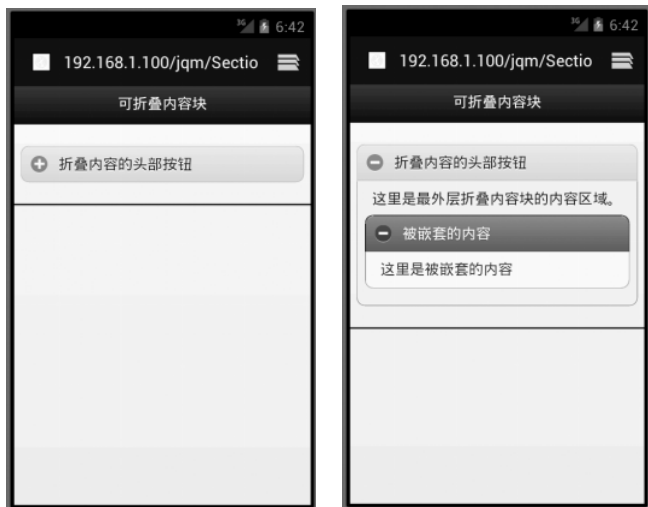 3G 6:42
192.168.1.100/jqm/Sectio
可折叠内容块
折叠内容的头部按钮
3G 6:42
192.168.1.100/jqm/Sectio
可折叠内容块
折叠内容的头部按钮
这里是最外层折叠内容块的内容区域。
被嵌套的内容
这里是被嵌套的内容